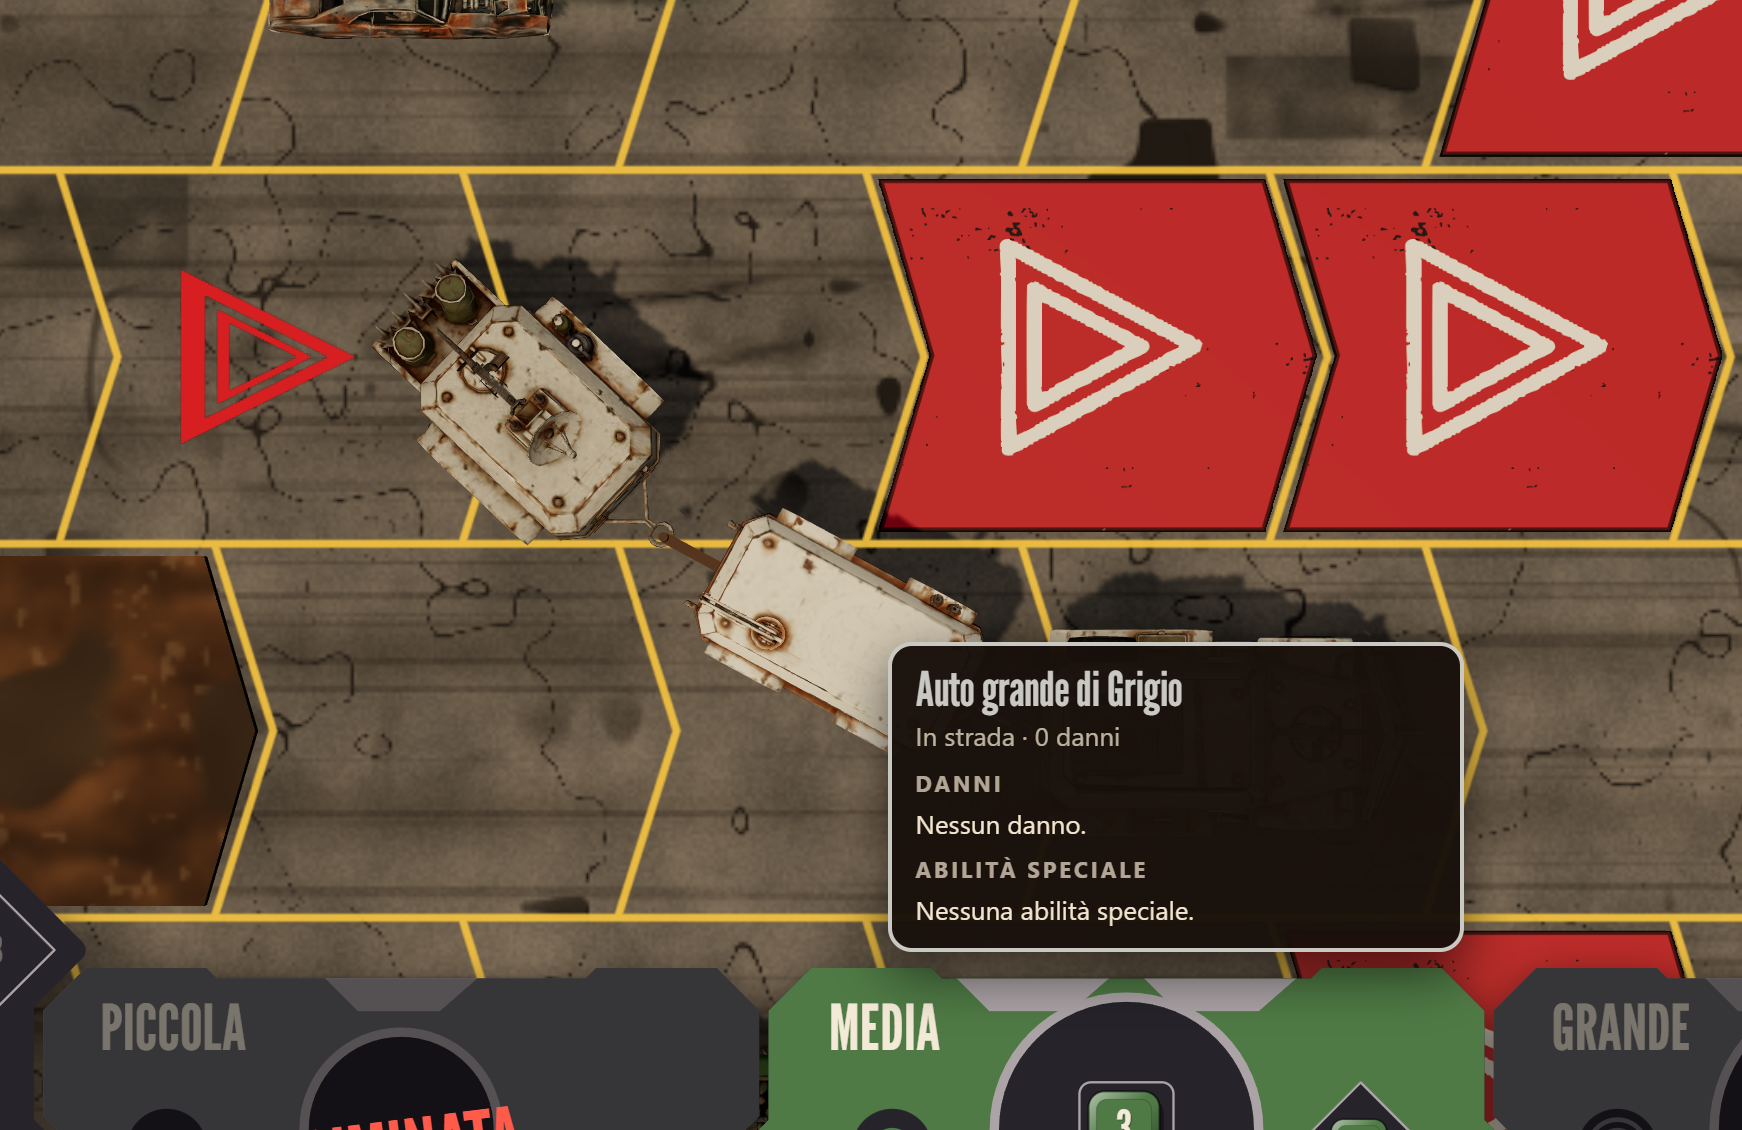 Auto grande di Grigio
In strada · 0 danni
DANNI
Nessun danno.
ABILITÀ SPECIALE
Nessuna abilità speciale.
PICCOLA
MEDIA
GRANDE
3